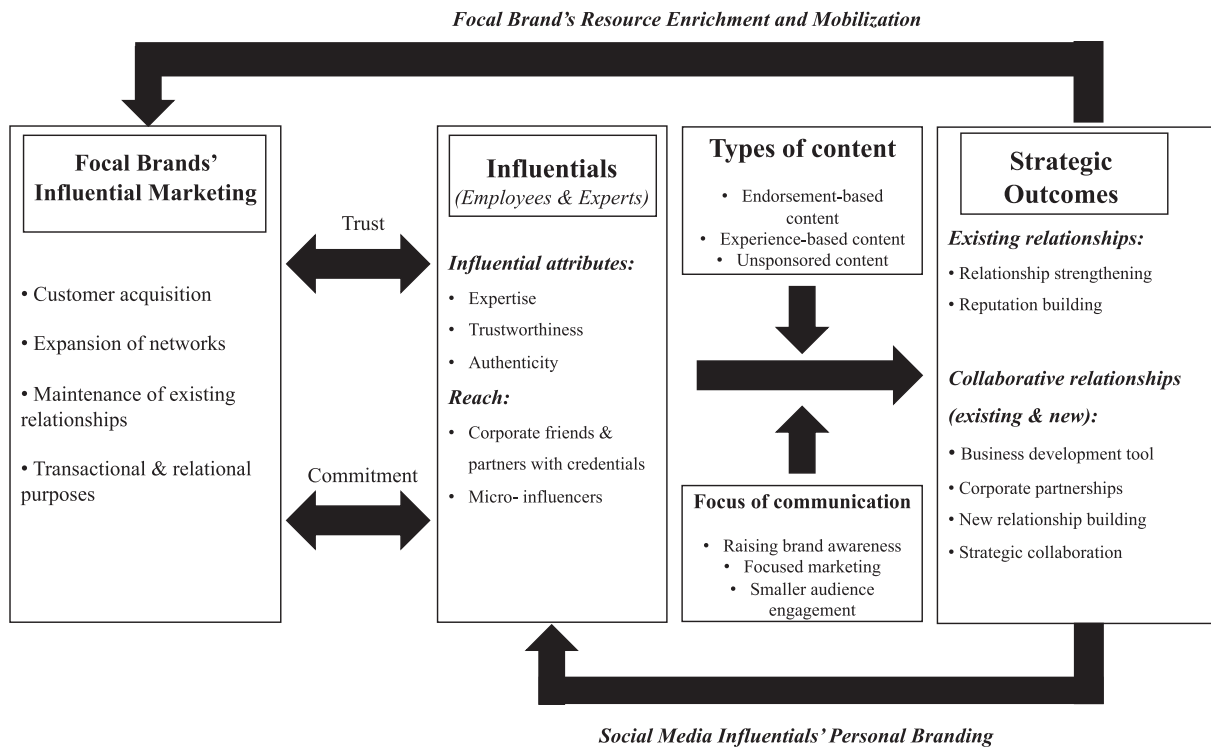 Focal Brand's Resource Enrichment and Mobilization
Focal Brands'
Influential Marketing
• Customer acquisition
• Expansion of networks
• Maintenance of existing
relationships
• Transactional & relational
purposes
Trust
Commitment
Influentials
(Employees & Experts)
Influential attributes:
• Expertise
• Trustworthiness
• Authenticity
Reach:
• Corporate friends &
partners with credentials
• Micro- influencers
Types of content
• Endorsement-based
content
• Experience-based content
• Unsponsored content
Focus of communication
• Raising brand awareness
• Focused marketing
• Smaller audience
engagement
Strategic
Outcomes
Existing relationships:
• Relationship strengthening
• Reputation building
Collaborative relationships
(existing & new):
• Business development tool
• Corporate partnerships
• New relationship building
• Strategic collaboration
Social Media Influentials' Personal Branding